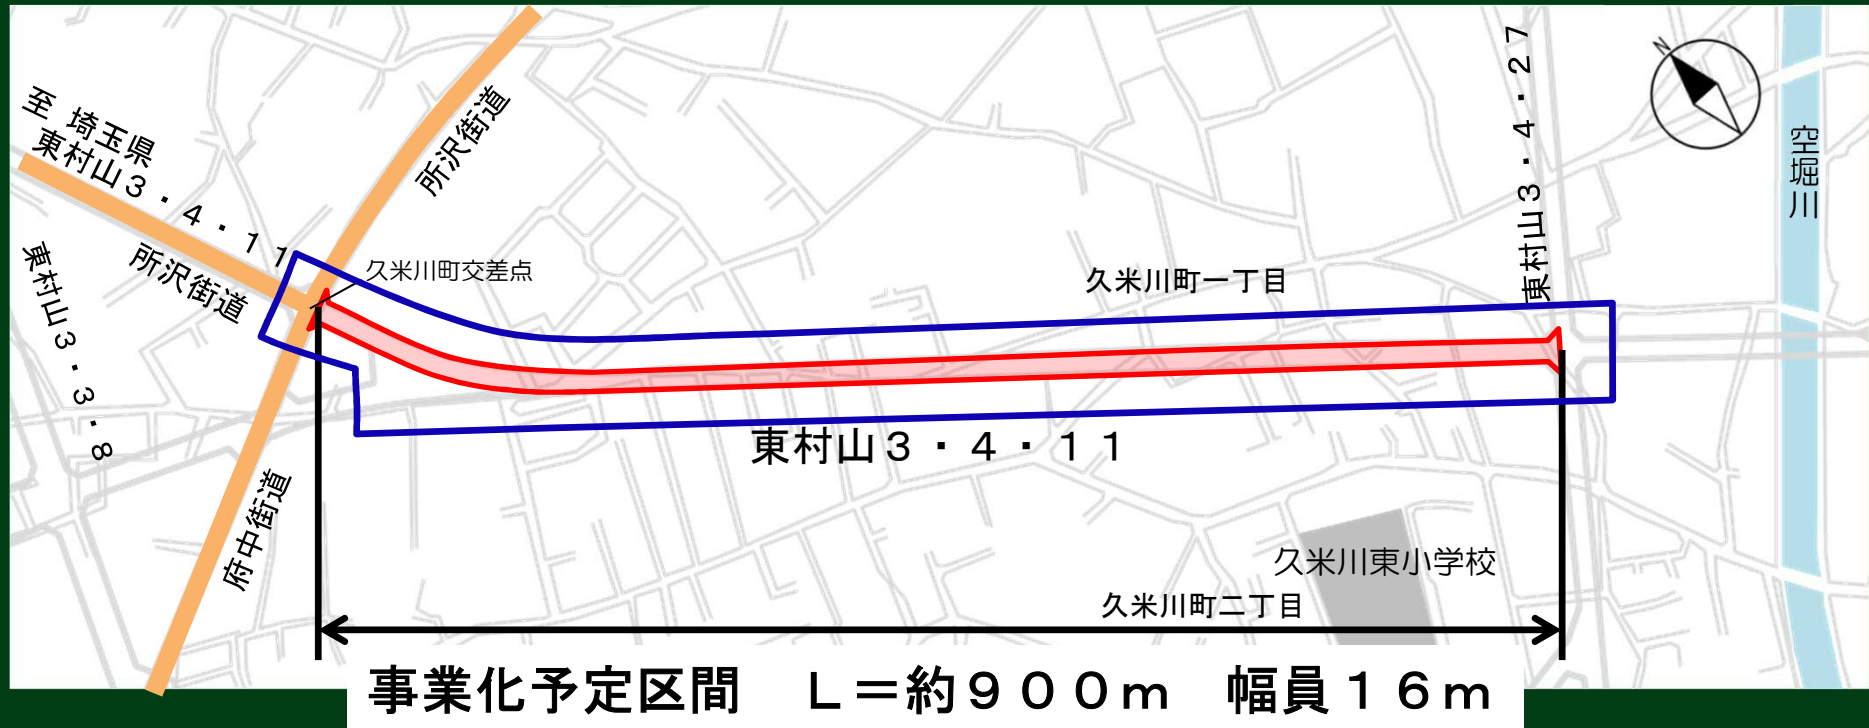 至 埼玉県
東村山3・4・11
所沢街道
所沢街道
東村山3・3・8
府中街道
久米川町交差点
久米川町一丁目
東村山3・4・27
N
空堀川
東村山3・4・11
久米川東小学校
久米川町二丁目
事業化予定区間　L＝約900m　幅員16m